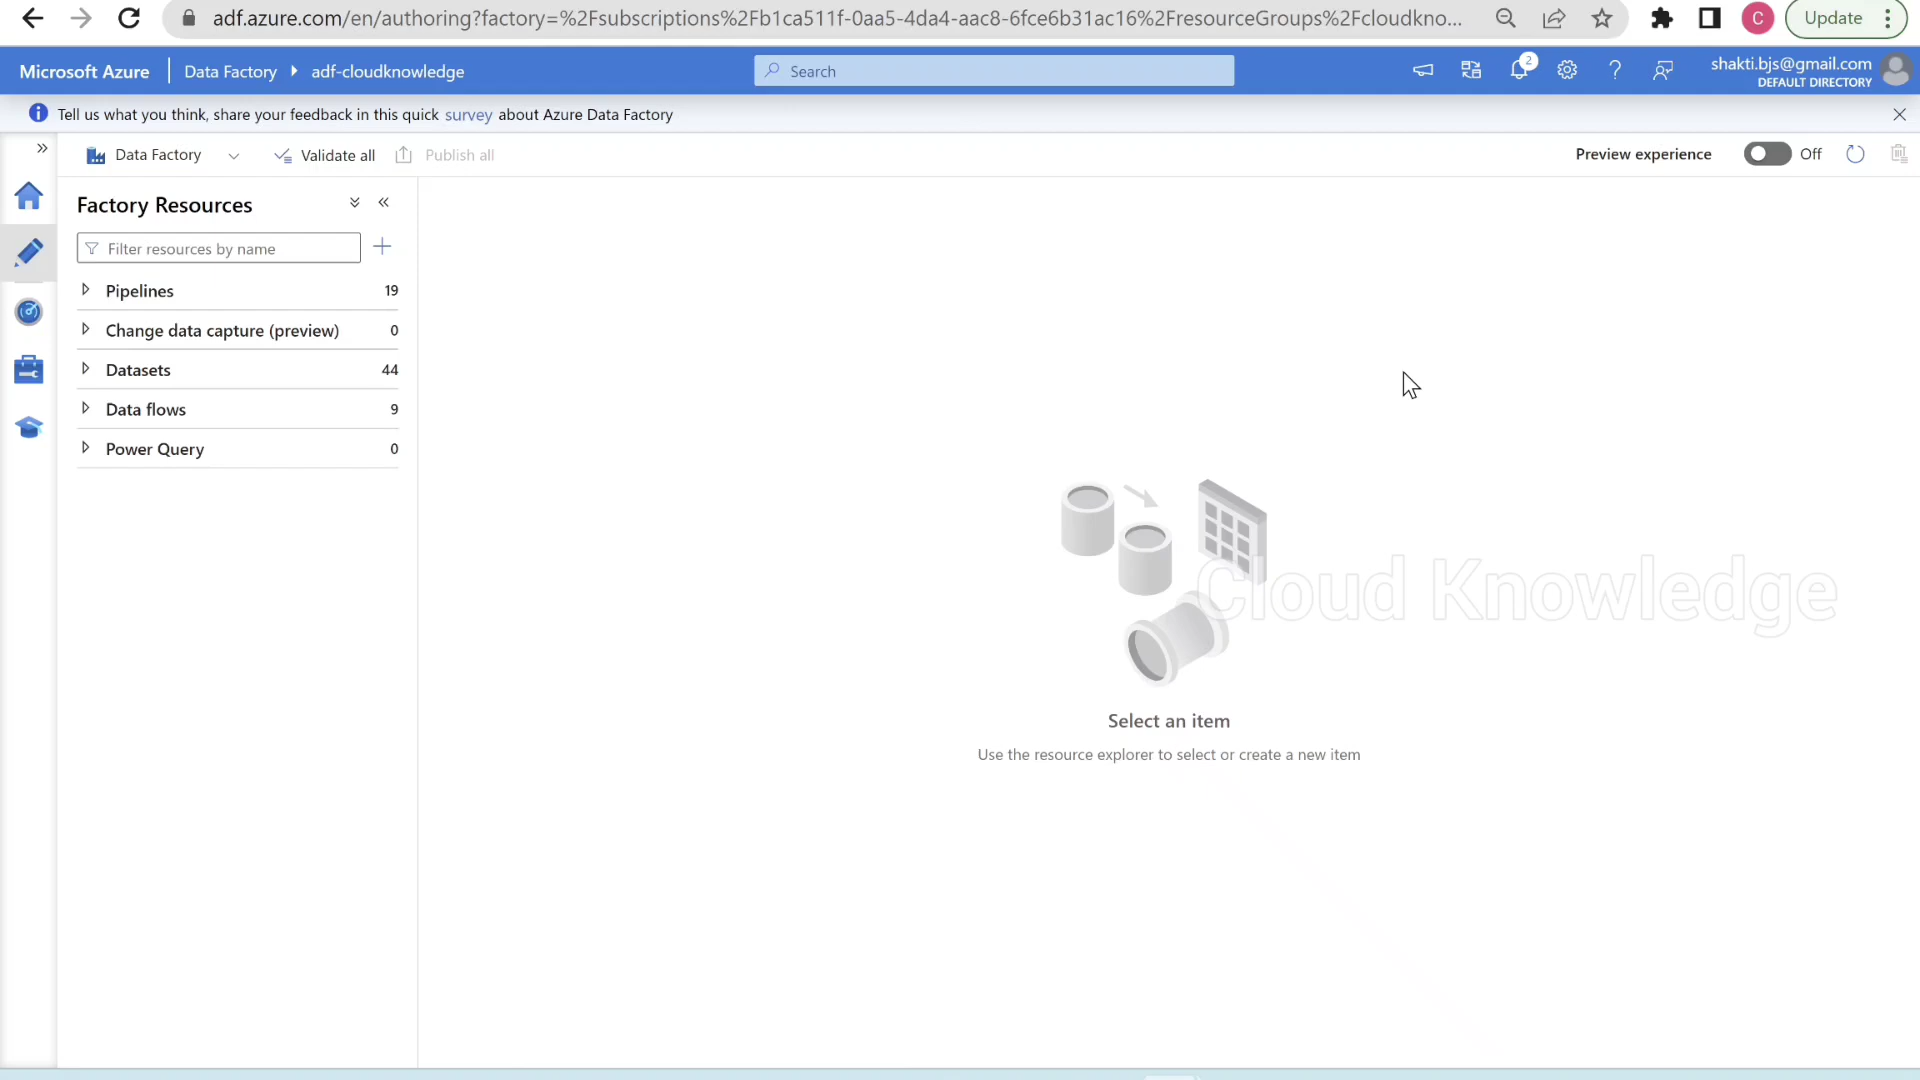 adf.azure.com/en/authoring?factory=%2Fsubscriptions%2Fb1ca511f-0aa5-4da4-aac8-6fce6b31ac16%2FresourceGroups%2Fcloudkno...
C
Update
Microsoft Azure
Data Factory
adf-cloudknowledge
Search
2
shakti.bjs@gmail.com
DEFAULT DIRECTORY
Tell us what you think, share your feedback in this quick survey about Azure Data Factory
Data Factory
Validate all
Publish all
Preview experience
Off
Factory Resources
Filter resources by name
Pipelines 19
Change data capture (preview) 0
Datasets 44
Data flows 9
Power Query 0
Cloud Knowledge
Select an item
Use the resource explorer to select or create a new item